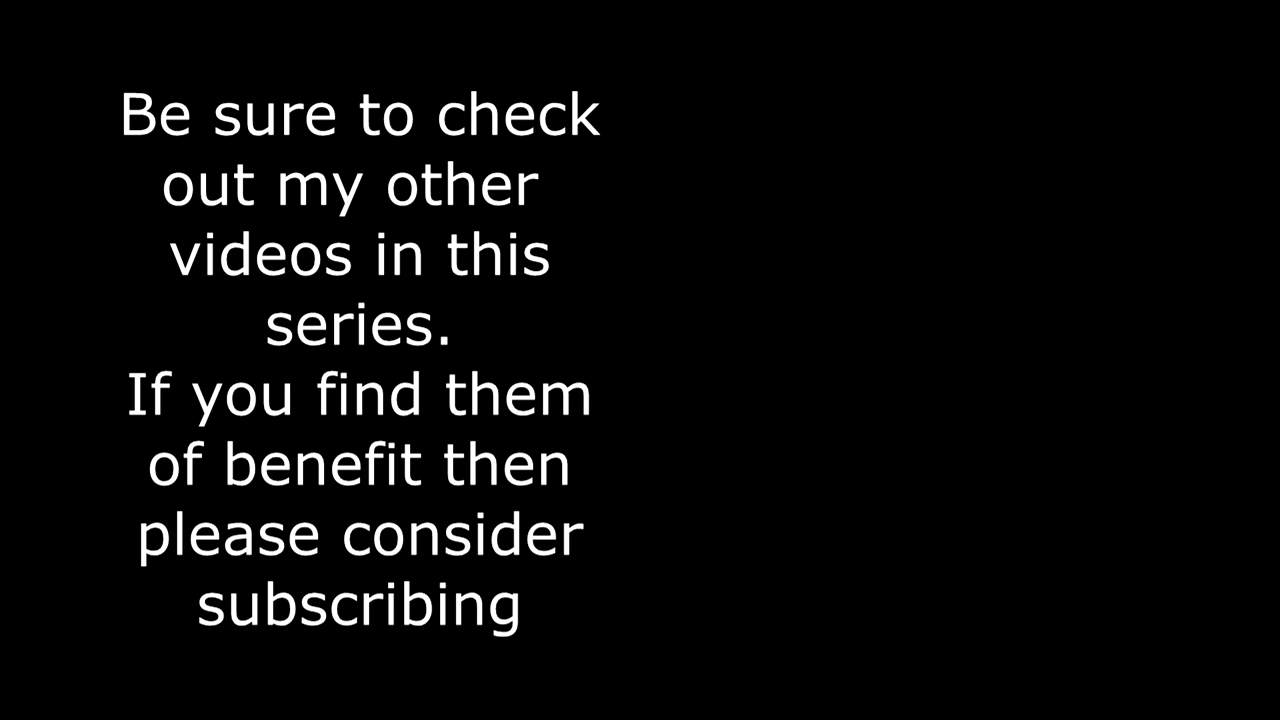 Be sure to check
out my other
videos in this
series.
If you find them
of benefit then
please consider
subscribing